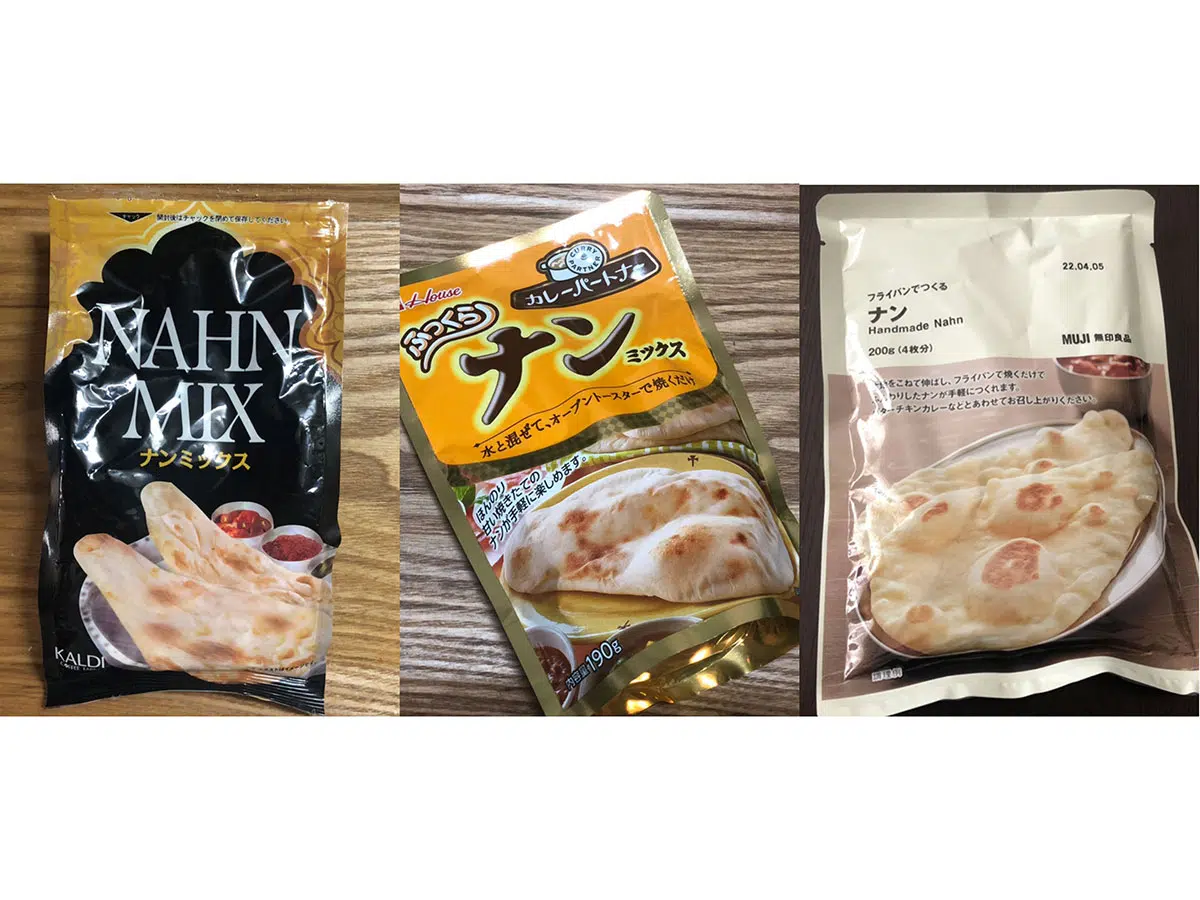 チャック
開封後はチャックを閉めて保存してください。
NAHN
MIX
ナンミックス
KALDI
House
CURRY PARTNER
カレーパートナー
ふっくら
ナン
ミックス
水と混ぜて、オーブントースターで焼くだけ
ほんのり
甘い焼きたての
ナンが手軽に楽しめます。
内容量190g
22.04.05
フライパンでつくる
ナン
Handmade Nahn
200g(4枚分)
MUJI 無印良品
をこねて伸ばし、フライパンで焼くだけで
わりしたナンが手軽につくれます。
ターチキンカレーなどとあわせてお召し上がりください。
調理例